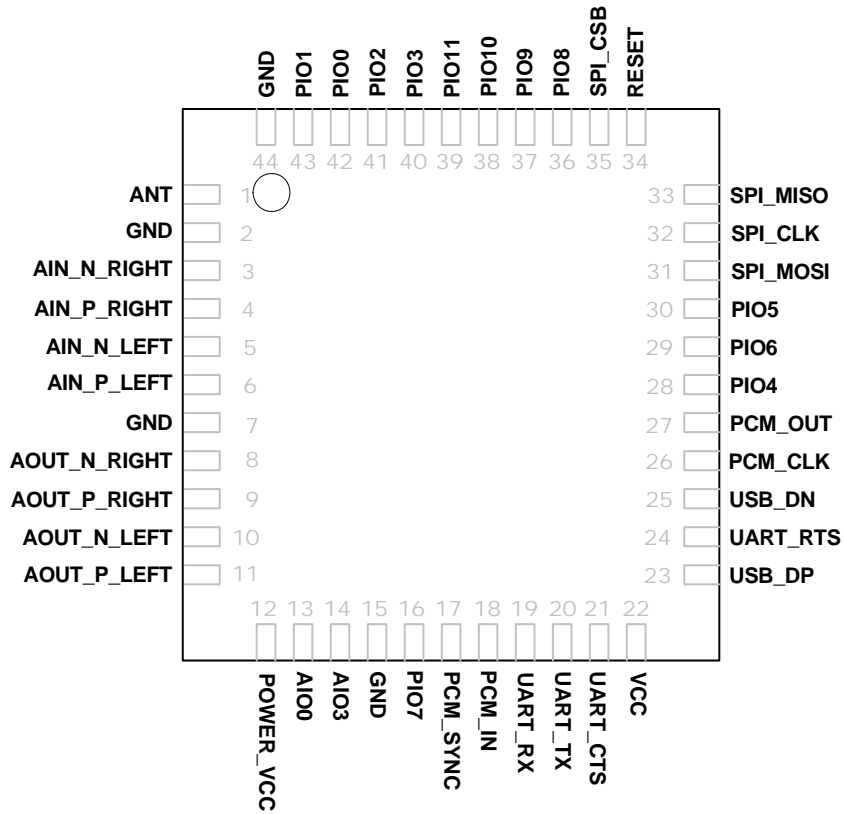 GND
PIO1
PIO0
PIO2
PIO3
PIO11
PIO10
PIO9
PIO8
SPI_CSB
RESET
44 43 42 41 40 39 38 37 36 35 34
ANT 1
GND 2
AIN_N_RIGHT 3
AIN_P_RIGHT 4
AIN_N_LEFT 5
AIN_P_LEFT 6
GND 7
AOUT_N_RIGHT 8
AOUT_P_RIGHT 9
AOUT_N_LEFT 10
AOUT_P_LEFT 11
33 SPI_MISO
32 SPI_CLK
31 SPI_MOSI
30 PIO5
29 PIO6
28 PIO4
27 PCM_OUT
26 PCM_CLK
25 USB_DN
24 UART_RTS
23 USB_DP
12 13 14 15 16 17 18 19 20 21 22
POWER_VCC
AIO0
AIO3
GND
PIO7
PCM_SYNC
PCM_IN
UART_RX
UART_TX
UART_CTS
VCC